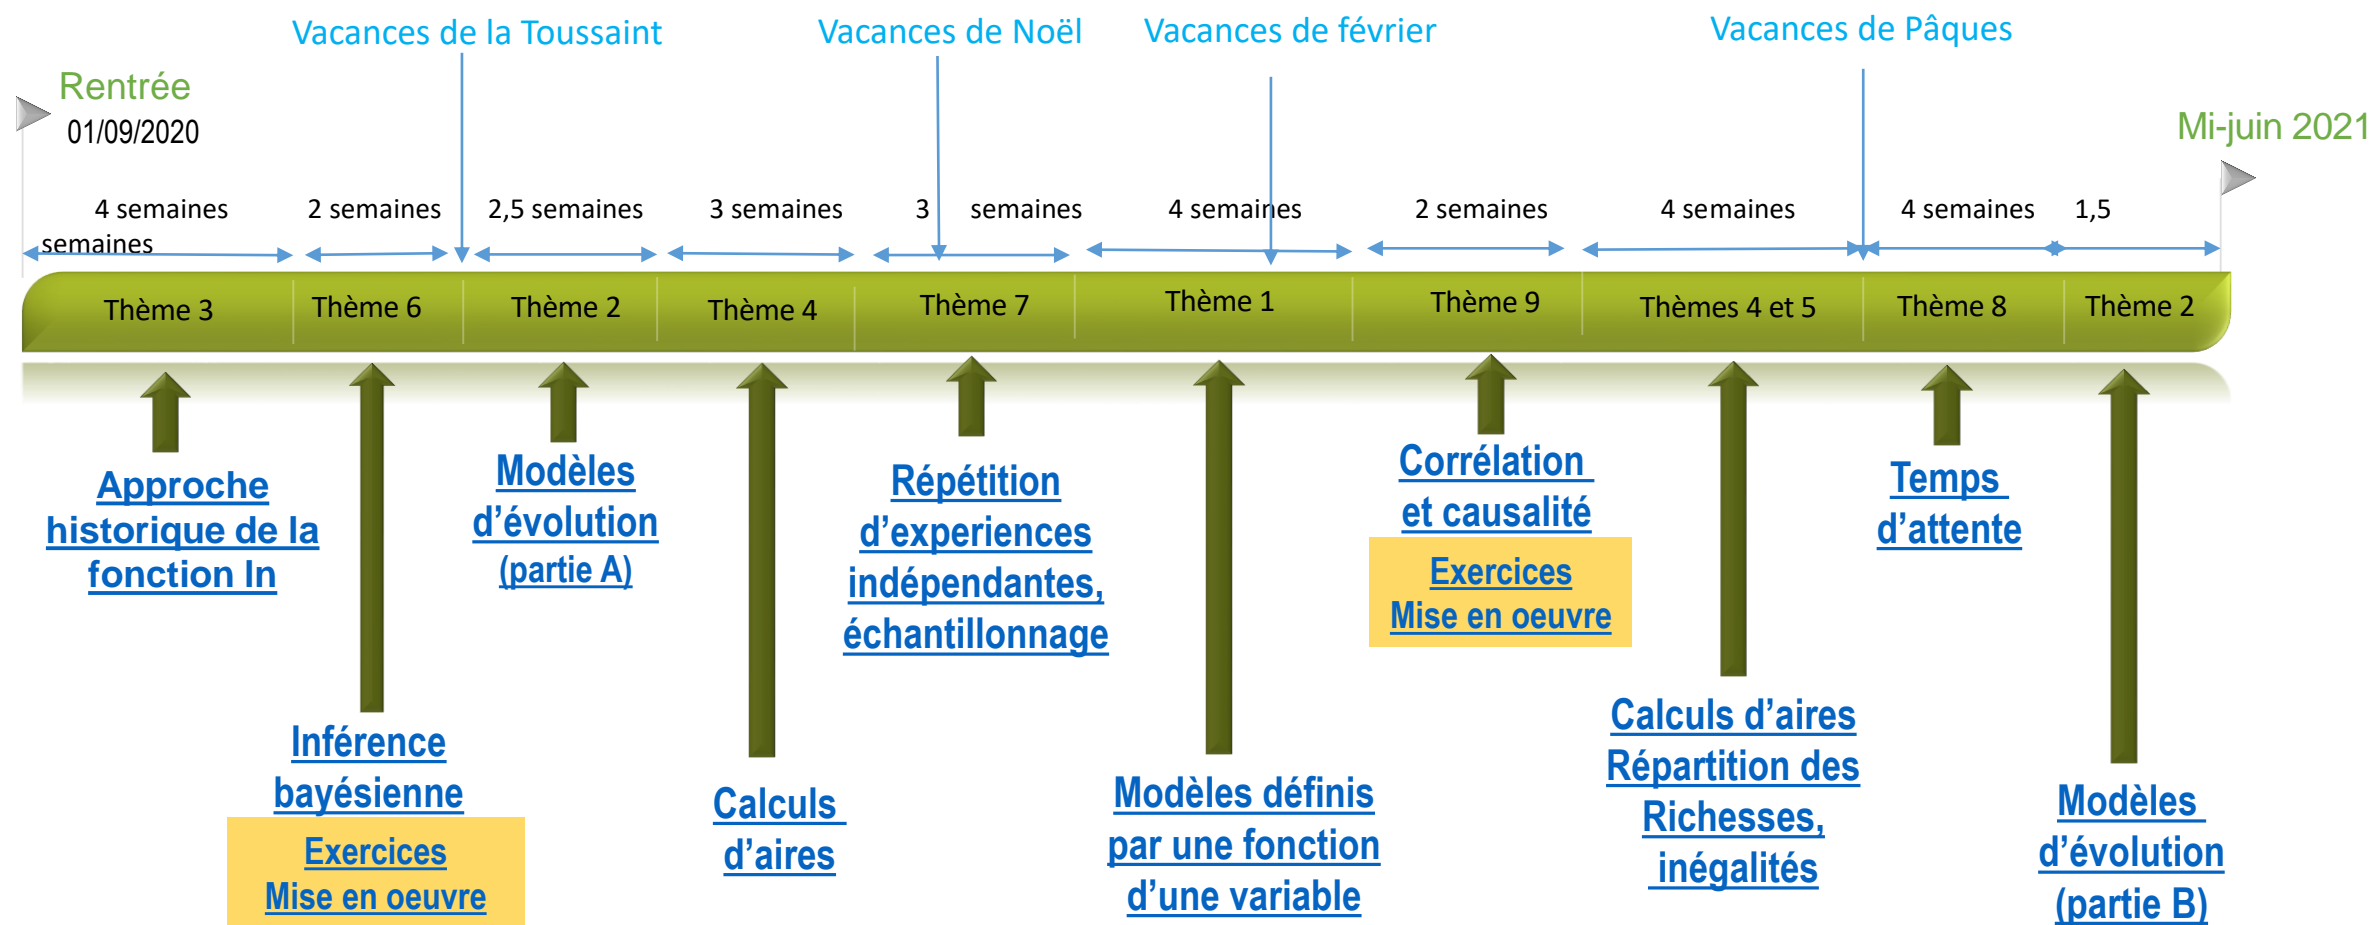 Vacances de la Toussaint
Vacances de Noël
Vacances de février
Vacances de Pâques
Rentrée
01/09/2020
Mi-juin 2021
4 semaines 2 semaines 2,5 semaines 3 semaines 3 semaines 4 semaines 2 semaines 4 semaines 4 semaines 1,5
semaines
Thème 3 Thème 6 Thème 2 Thème 4 Thème 7 Thème 1 Thème 9 Thèmes 4 et 5 Thème 8 Thème 2
Approche
historique de la
fonction ln
Inférence
bayésienne
Exercices
Mise en oeuvre
Modèles
d’évolution
(partie A)
Calculs
d’aires
Répétition
d’experiences
indépendantes,
échantillonnage
Modèles définis
par une fonction
d’une variable
Corrélation
et causalité
Exercices
Mise en oeuvre
Calculs d’aires
Répartition des
Richesses,
inégalités
Temps
d’attente
Modèles
d’évolution
(partie B)